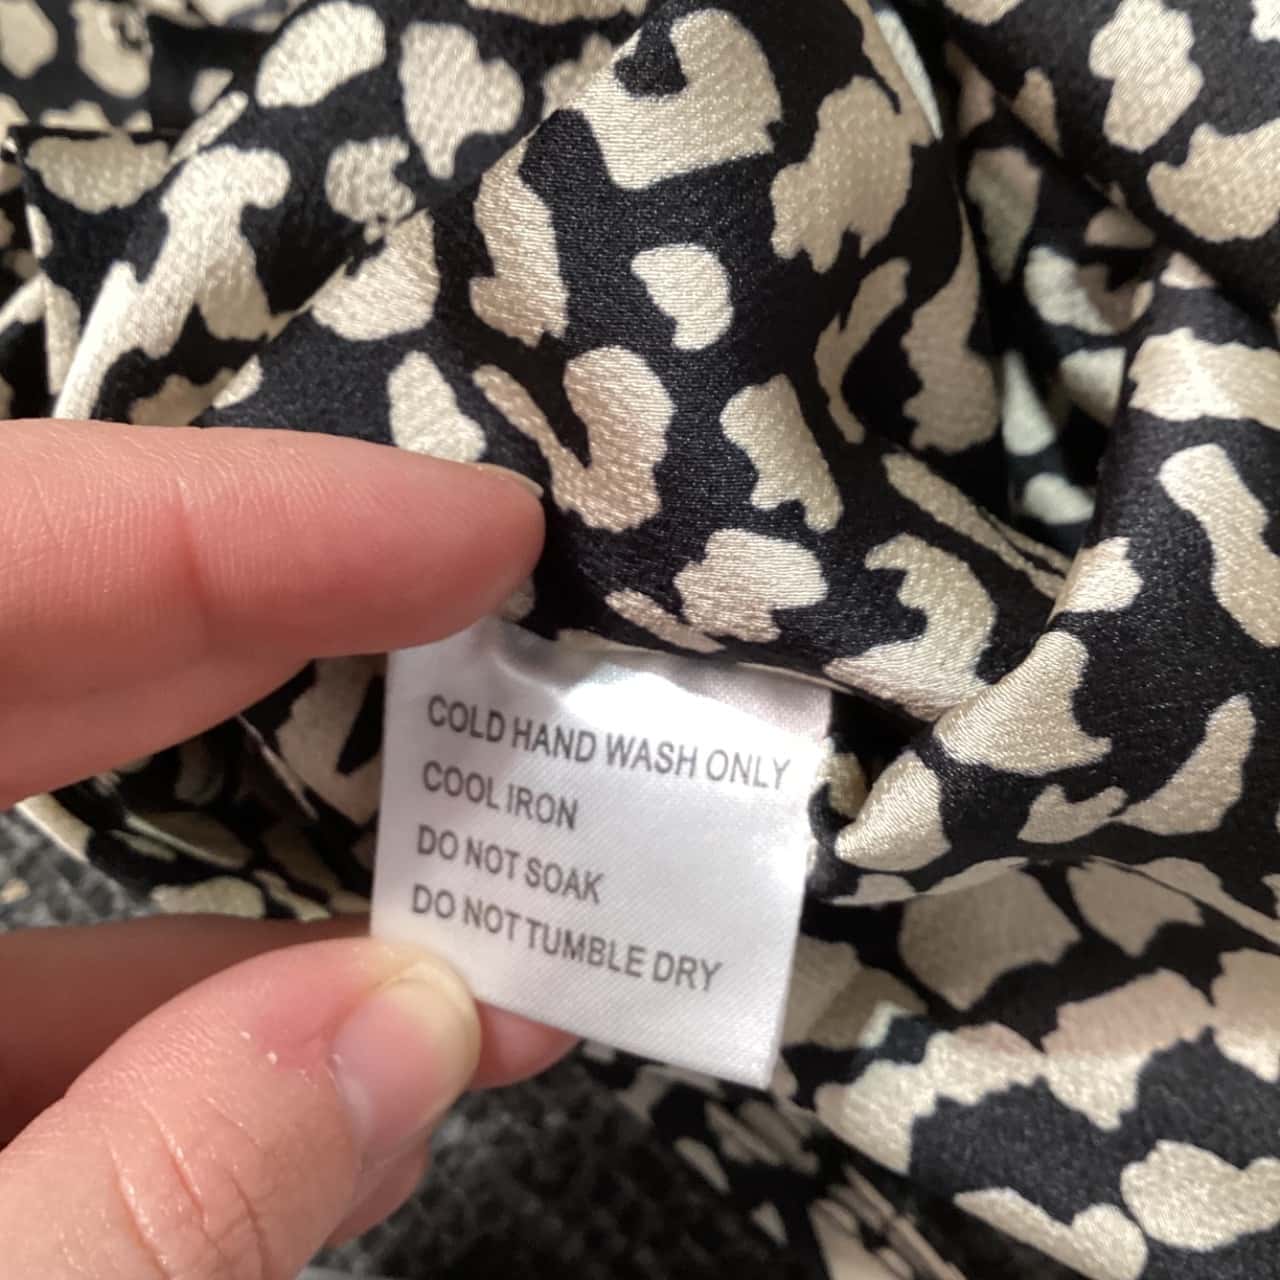 COLD HAND WASH ONLY
COOL IRON
DO NOT SOAK
DO NOT TUMBLE DRY